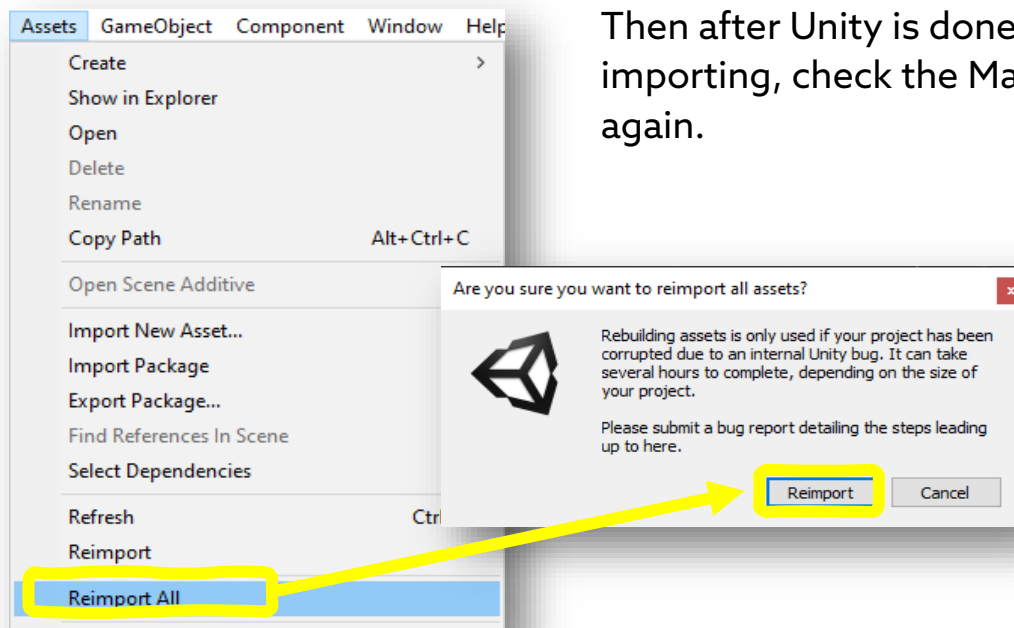 Assets GameObject Component Window Help
Create >
Show in Explorer
Open
Delete
Rename
Copy Path Alt+Ctrl+C
Open Scene Additive
Import New Asset...
Import Package
Export Package...
Find References In Scene
Select Dependencies
Refresh
Reimport
Reimport All
Then after Unity is done
importing, check the
again.
Are you sure you want to reimport all assets?
x
Rebuilding assets is only used if your project has been
corrupted due to an internal Unity bug. It can take
several hours to complete, depending on the size of
your project.
Please submit a bug report detailing the steps leading
up to here.
Reimport Cancel